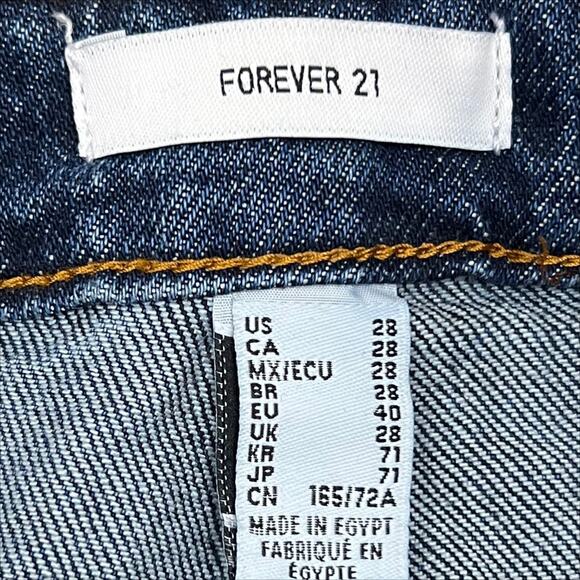 FOREVER 21
US 28
CA 28
MX/ECU 28
BR 28
EU 40
UK 28
KR 71
JP 71
CN 165/72A
MADE IN EGYPT
FABRIQUÉ EN
ÉGYPTE